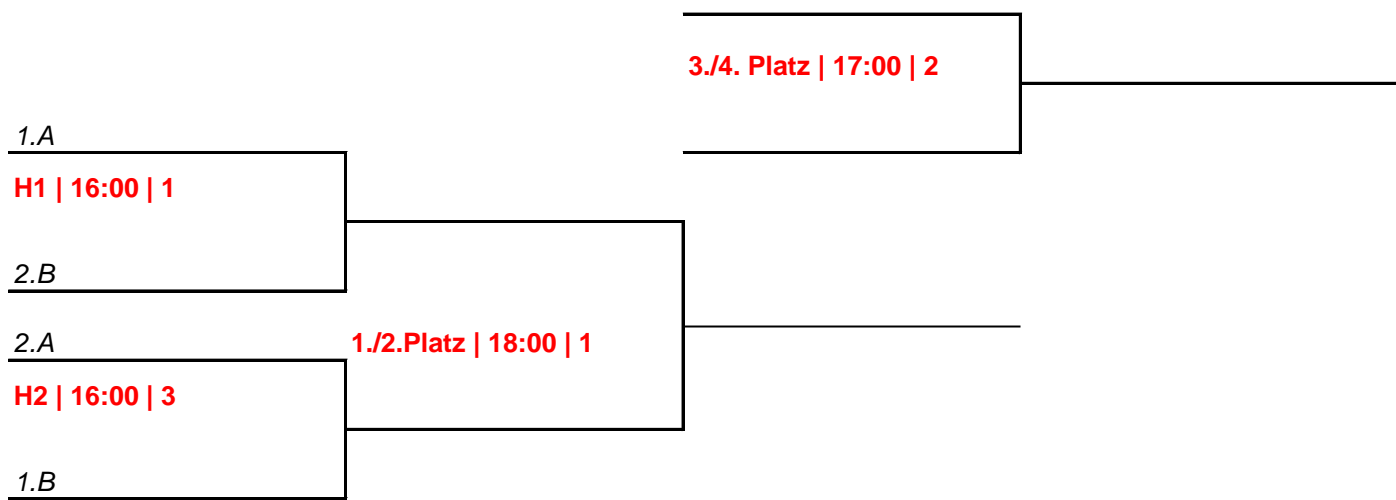 3./4. Platz | 17:00 | 2
1.A
H1 | 16:00 | 1
2.B
2.A
1./2.Platz | 18:00 | 1
H2 | 16:00 | 3
1.B